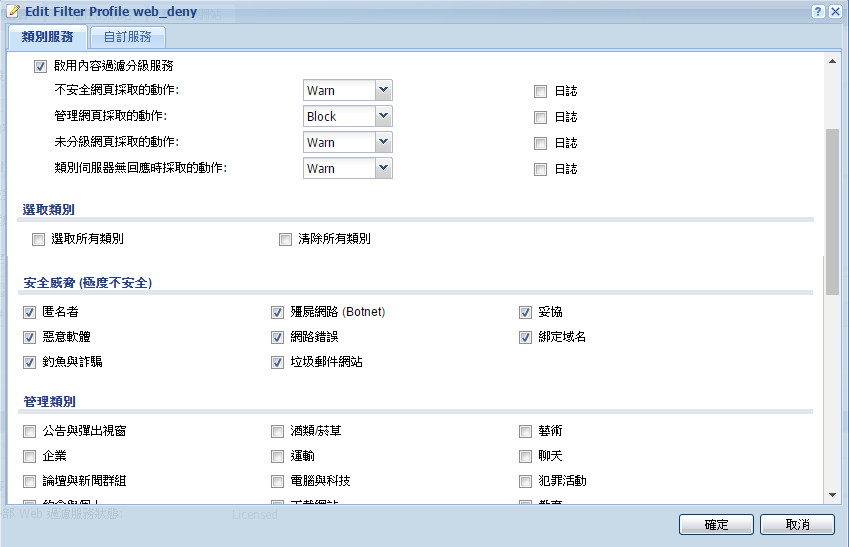 Edit Filter Profile web_deny
類別服務 自訂服務
啟用內容過濾分級服務
不安全網頁採取的動作: Warn 日誌
管理網頁採取的動作: Block 日誌
未分級網頁採取的動作: Warn 日誌
類別伺服器無回應時採取的動作: Warn 日誌
選取類別
選取所有類別 清除所有類別
安全威脅 (極度不安全)
匿名者 殭屍網路 (Botnet) 妥協
惡意軟體 網路錯誤 綁定域名
釣魚與詐騙 垃圾郵件網站
管理類別
公告與彈出視窗 酒類/菸草 藝術
企業 運輸 聊天
論壇與新聞群組 電腦與科技 犯罪活動
部 Web 過濾服務狀態: Licensed
確定 取消